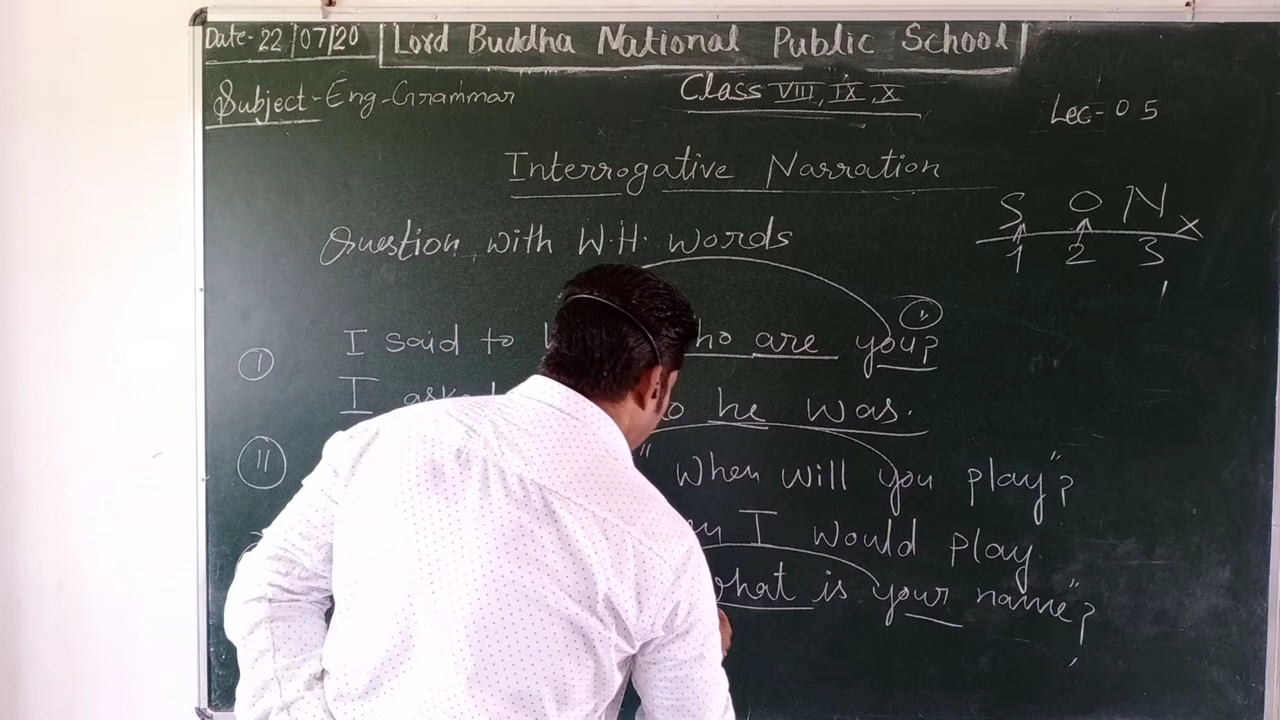 Date- 22/07/20 Lord Buddha National Public School
Subject- Eng-Grammar Class VIII, IX, X
Lec- 05
Interrogative Narration
S O N x
1 2 3
Question with W.H. words
(I) I said to are you?
I he was.
(II) "When will you play"?
I would play.
What is your name"?